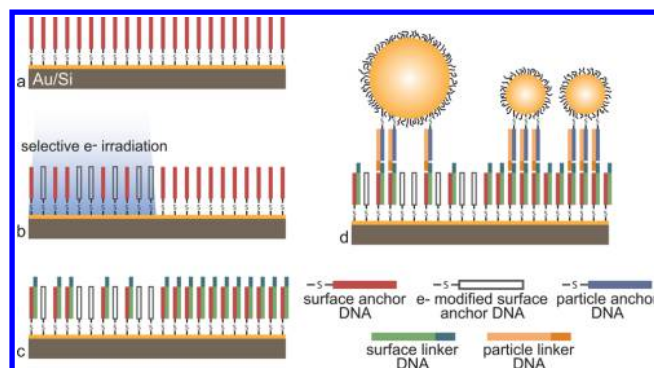 a
Au/Si
selective e- irradiation
b
c
d
-S-
surface anchor
DNA
-S-
e- modified surface
anchor DNA
-S-
particle anchor
DNA
surface linker
DNA
particle linker
DNA